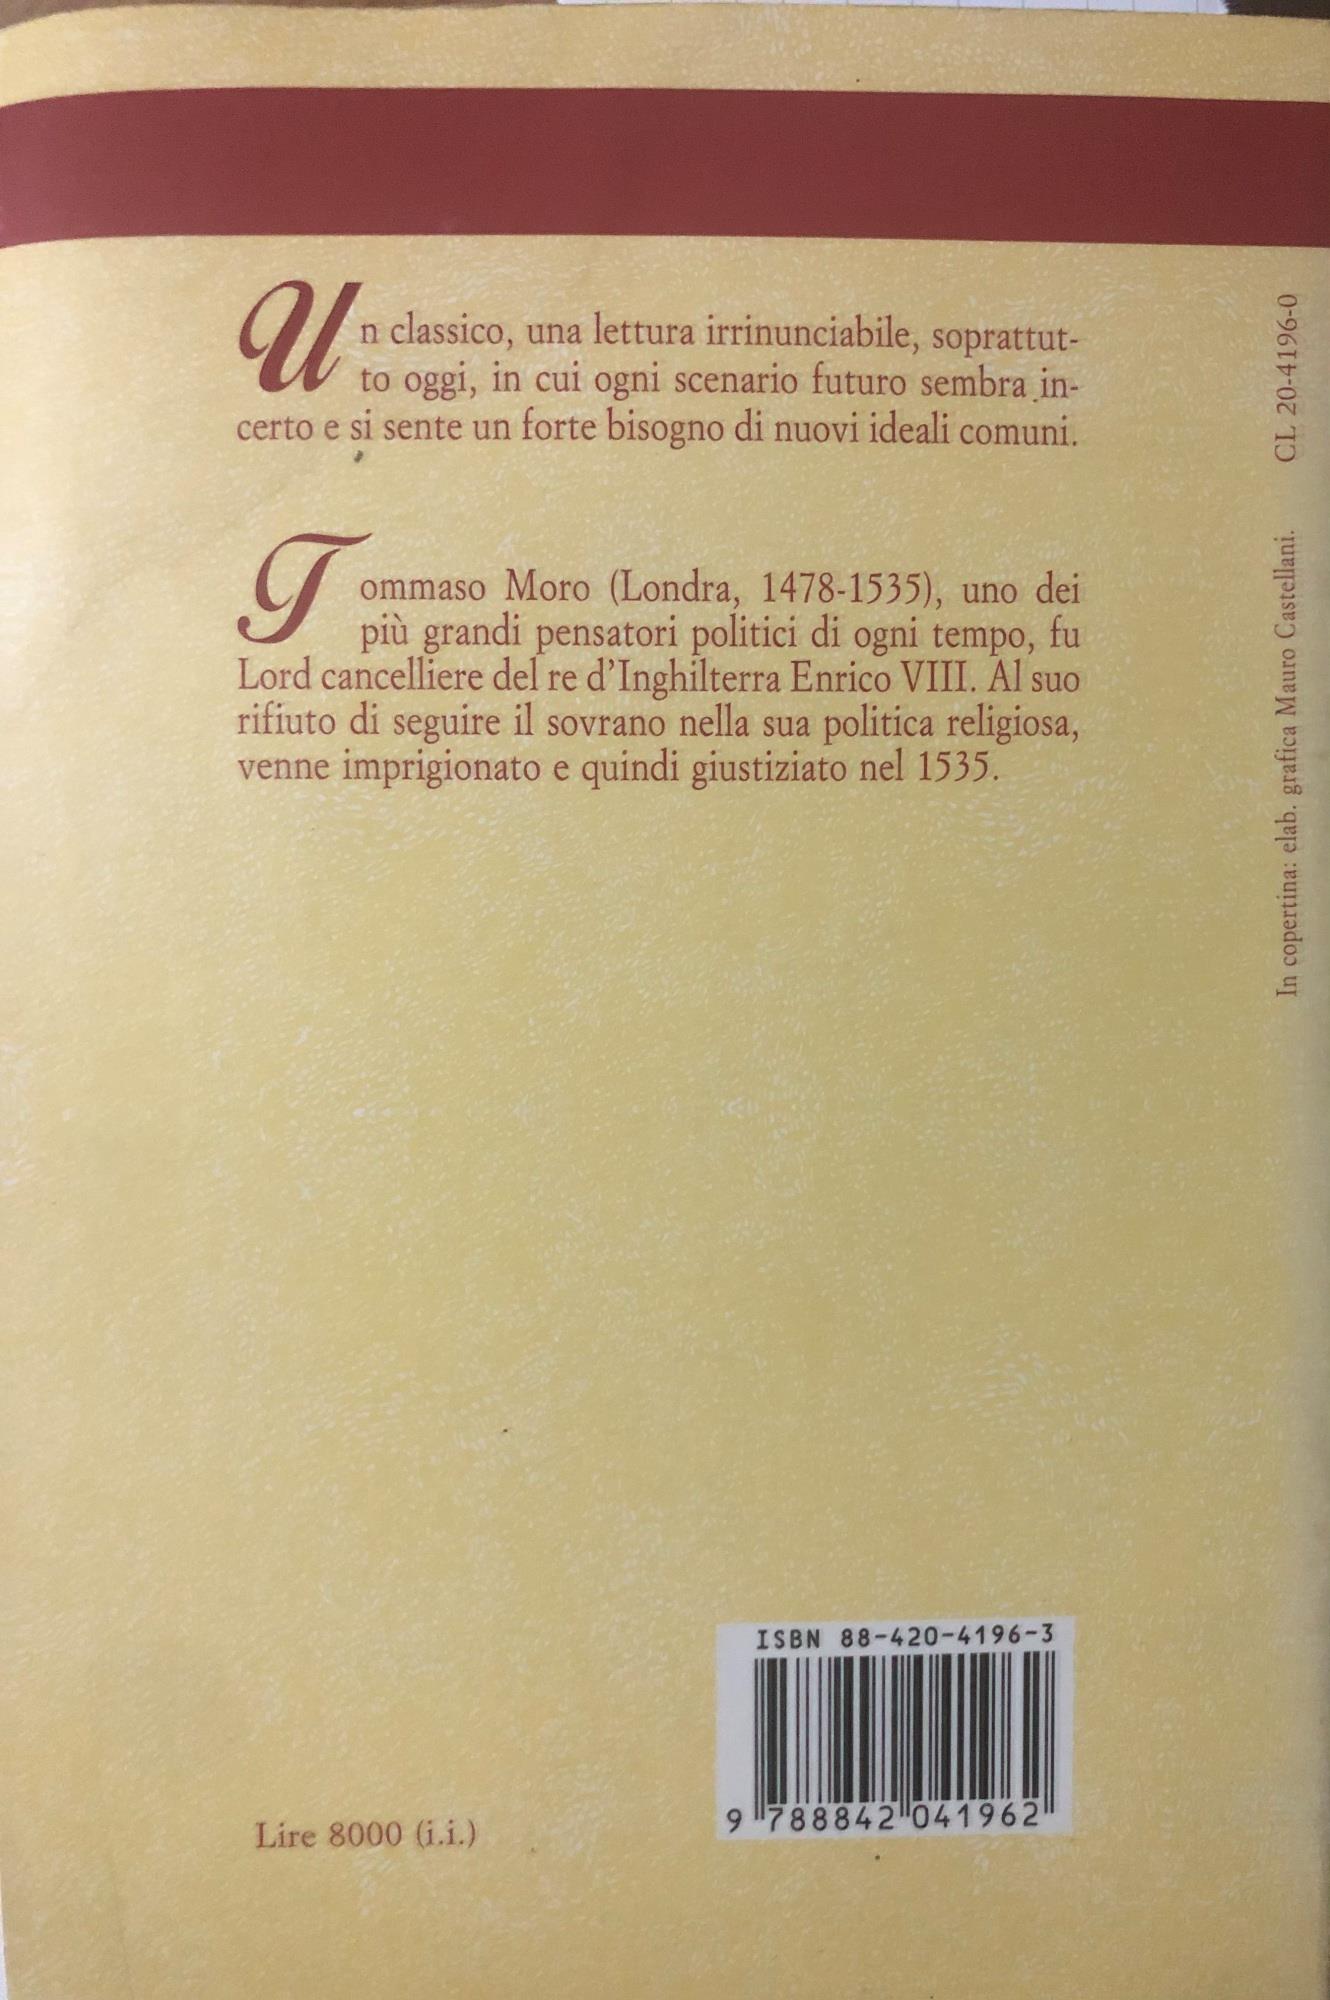 Un classico, una lettura irrinunciabile, soprattut-
to oggi, in cui ogni scenario futuro sembra in-
certo e si sente un forte bisogno di nuovi ideali comuni.
Tommaso Moro (Londra, 1478-1535), uno dei
più grandi pensatori politici di ogni tempo, fu
Lord cancelliere del re d'Inghilterra Enrico VIII. Al suo
rifiuto di seguire il sovrano nella sua politica religiosa,
venne imprigionato e quindi giustiziato nel 1535.
In copertina: elab. grafica Mauro Castellani. CL 20-4196-0
ISBN 88-420-4196-3
9 788842 041962
Lire 8000 (i.i.)